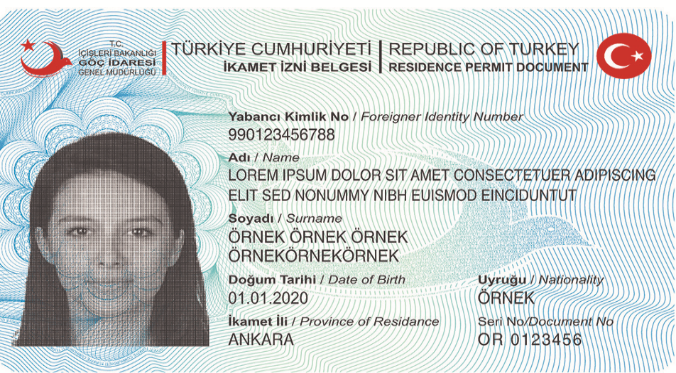 T.C.
İÇİŞLERİ BAKANLIĞI
GÖÇ İDARESİ
GENEL MÜDÜRLÜĞÜ
TÜRKİYE CUMHURİYETİ | REPUBLIC OF TURKEY
İKAMET İZNİ BELGESİ | RESIDENCE PERMIT DOCUMENT
Yabancı Kimlik No / Foreigner Identity Number
990123456788
Adı / Name
LOREM IPSUM DOLOR SIT AMET CONSECTETUER ADIPISCING
ELIT SED NONUMMY NIBH EUISMOD EINCIDUNTUT
Soyadı / Surname
ÖRNEK ÖRNEK ÖRNEK
ÖRNEKÖRNEKÖRNEK
Doğum Tarihi / Date of Birth
01.01.2020
Uyruğu / Nationality
ÖRNEK
İkamet İli / Province of Residance
ANKARA
Seri No/Document No
OR 0123456